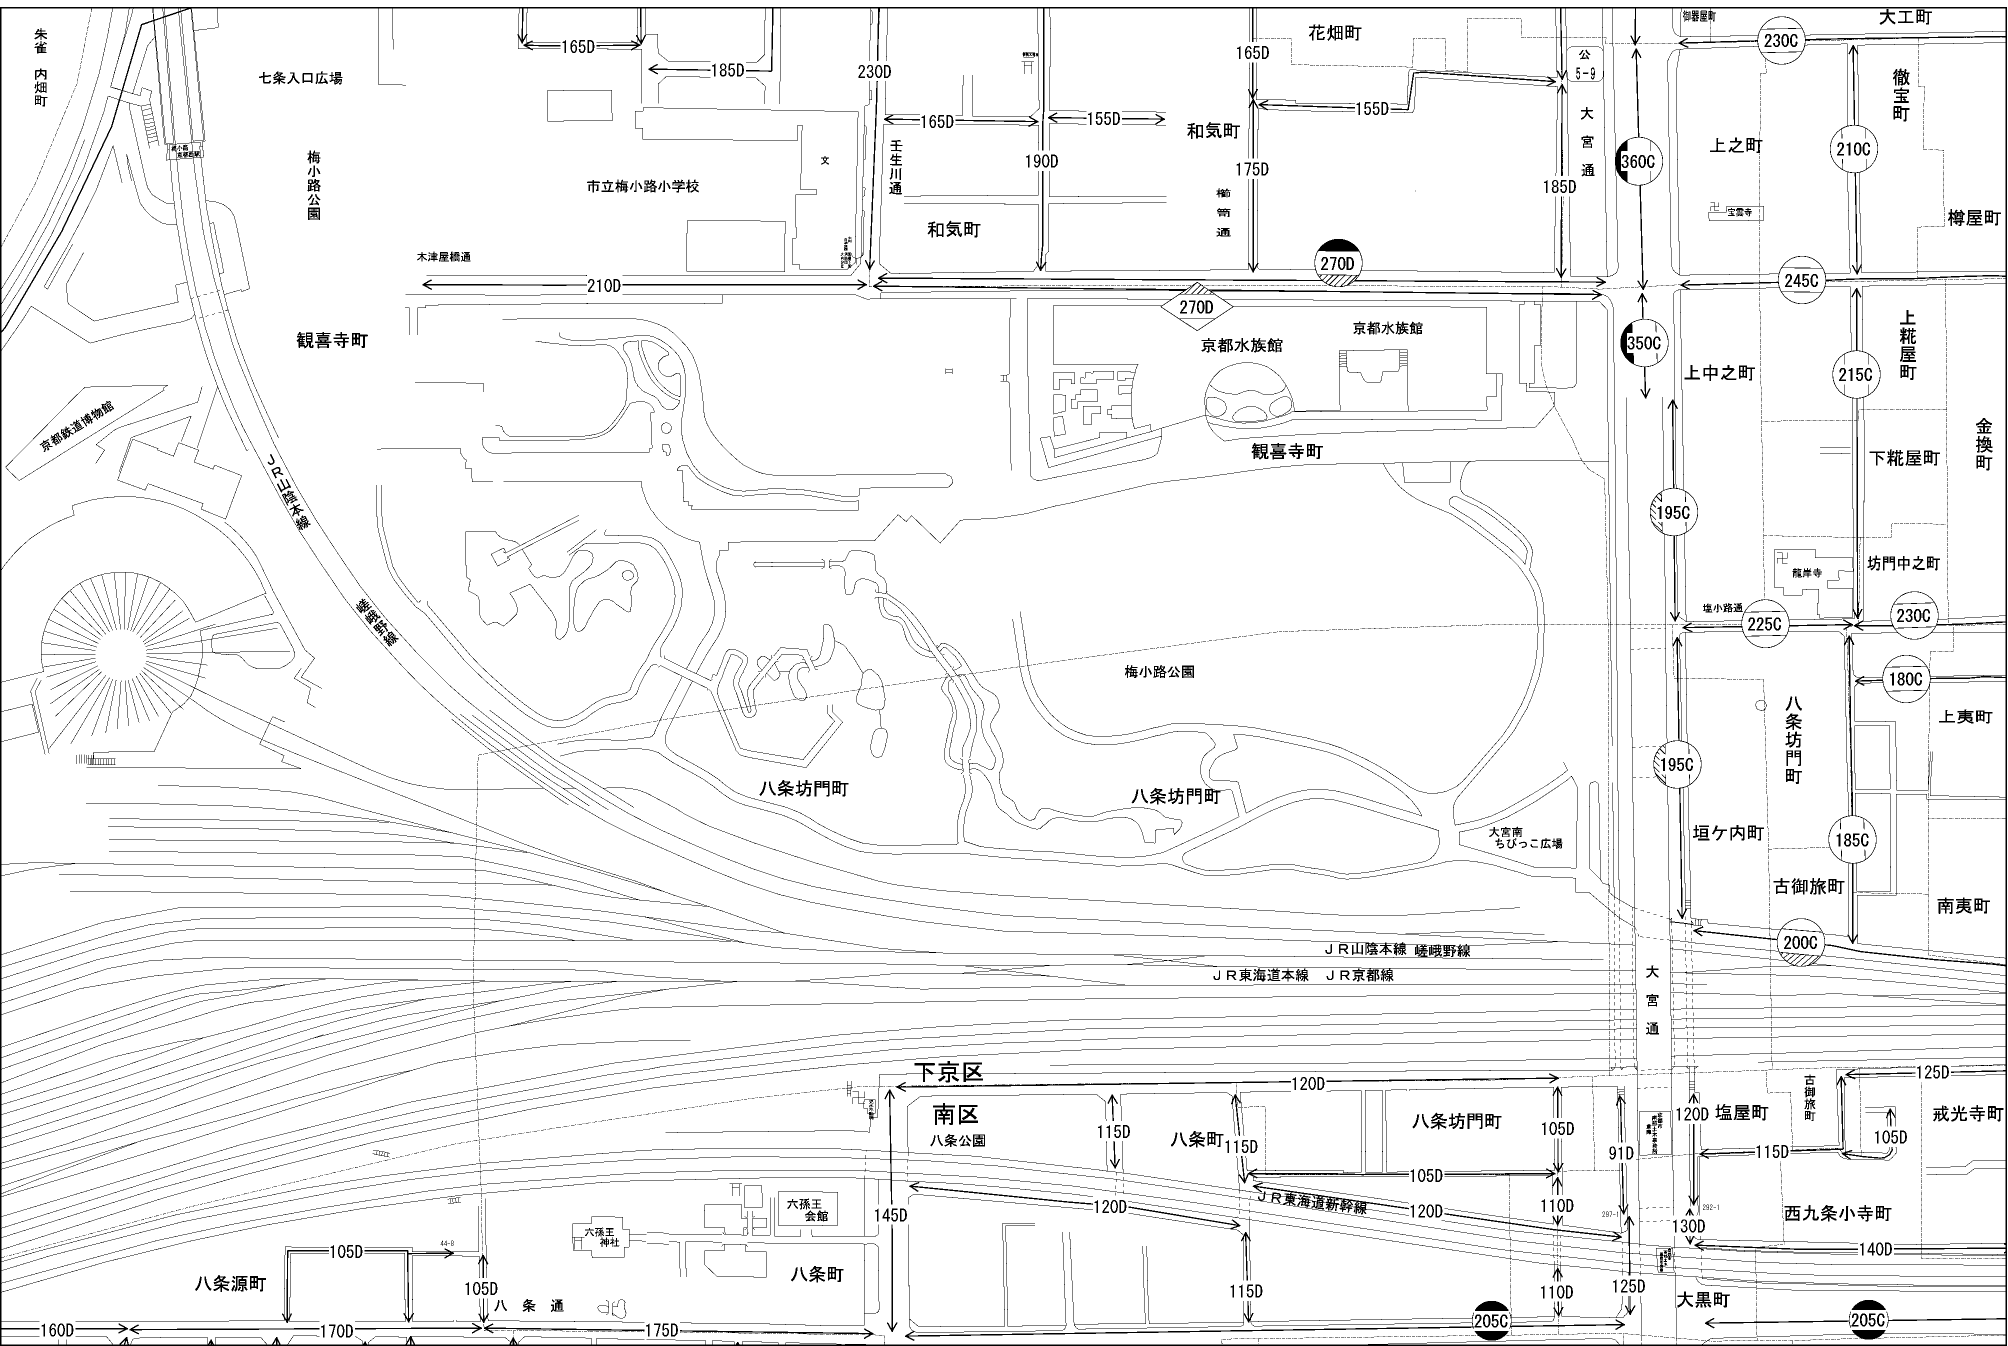 朱雀 内畑町
七条入口広場
165D
185D
230D
165D
155D
190D
165D
175D
155D
花畑町
和気町
185D
公
5-9
大宮通
御器屋町
230C
大工町
徹宝町
360C
上之町
210C
宝雲寺
樽屋町
梅小路
京都西駅
梅小路公園
市立梅小路小学校
文
壬生川通
和気町
櫛笥通
木津屋橋通
210D
270D
270D
245C
観喜寺町
京都水族館
京都水族館
350C
上中之町
215C
上糀屋町
京都鉄道博物館
観喜寺町
下糀屋町
金換町
JR山陰本線
195C
龍岸寺
坊門中之町
嵯峨野線
塩小路通
225C
230C
梅小路公園
180C
上夷町
八条坊門町
195C
八条坊門町
八条坊門町
大宮南
ちびっこ広場
垣ケ内町
185C
古御旅町
南夷町
200C
JR山陰本線 嵯峨野線
JR東海道本線 JR京都線
大宮通
下京区
120D
125D
南区
八条公園
115D
八条町
115D
八条坊門町
105D
91D
120D
塩屋町
古御旅町
戒光寺町
105D
115D
105D
JR東海道新幹線
120D
120D
110D
145D
297-1
292-1
130D
西九条小寺町
140D
六孫王
会館
六孫王
神社
44-8
105D
八条源町
105D
八条町
八条通
115D
110D
125D
大黒町
160D
170D
175D
205C
205C